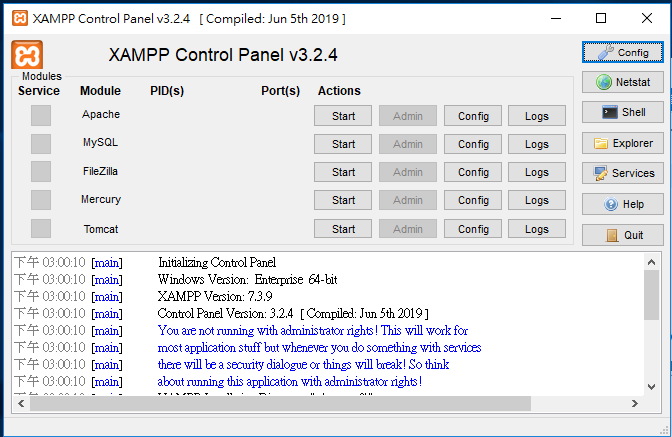 XAMPP Control Panel v3.2.4 [ Compiled: Jun 5th 2019 ]
XAMPP Control Panel v3.2.4
Config
Modules
Service Module PID(s) Port(s) Actions
Netstat
Apache Start Admin Config Logs
Shell
MySQL Start Admin Config Logs
Explorer
FileZilla Start Admin Config Logs
Services
Mercury Start Admin Config Logs
Help
Tomcat Start Admin Config Logs
Quit
下午 03:00:10 [main] Initializing Control Panel
下午 03:00:10 [main] Windows Version: Enterprise 64-bit
下午 03:00:10 [main] XAMPP Version: 7.3.9
下午 03:00:10 [main] Control Panel Version: 3.2.4 [ Compiled: Jun 5th 2019 ]
下午 03:00:10 [main] You are not running with administrator rights! This will work for
下午 03:00:10 [main] most application stuff but whenever you do something with services
下午 03:00:10 [main] there will be a security dialogue or things will break! So think
下午 03:00:10 [main] about running this application with administrator rights!
下午 03:00:10 [main]